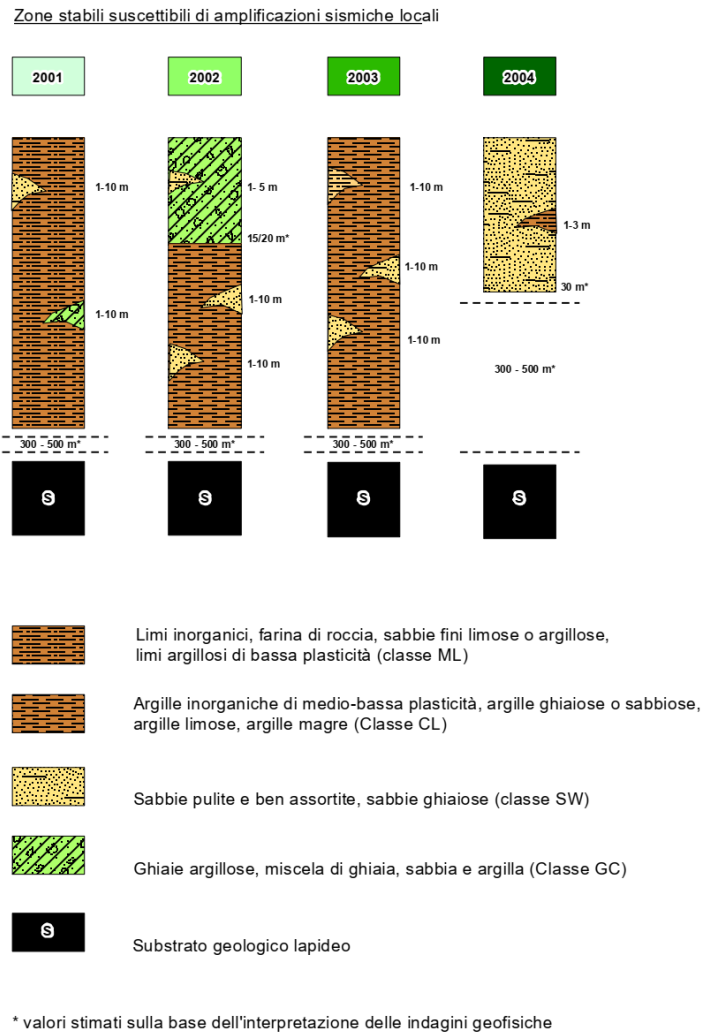 Zone stabili suscettibili di amplificazioni sismiche locali
2001
2002
2003
2004
1-10 m
1- 5 m
1-10 m
15/20 m*
1-3 m
1-10 m
30 m*
1-10 m
1-10 m
1-10 m
1-10 m
300 - 500 m*
300 - 500 m*
300 - 500 m*
300 - 500 m*
S
S
S
S
Limi inorganici, farina di roccia, sabbie fini limose o argillose,
limi argillosi di bassa plasticità (classe ML)
Argille inorganiche di medio-bassa plasticità, argille ghiaiose o sabbiose,
argille limose, argille magre (Classe CL)
Sabbie pulite e ben assortite, sabbie ghiaiose (classe SW)
Ghiaie argillose, miscela di ghiaia, sabbia e argilla (Classe GC)
S
Substrato geologico lapideo
* valori stimati sulla base dell'interpretazione delle indagini geofisiche